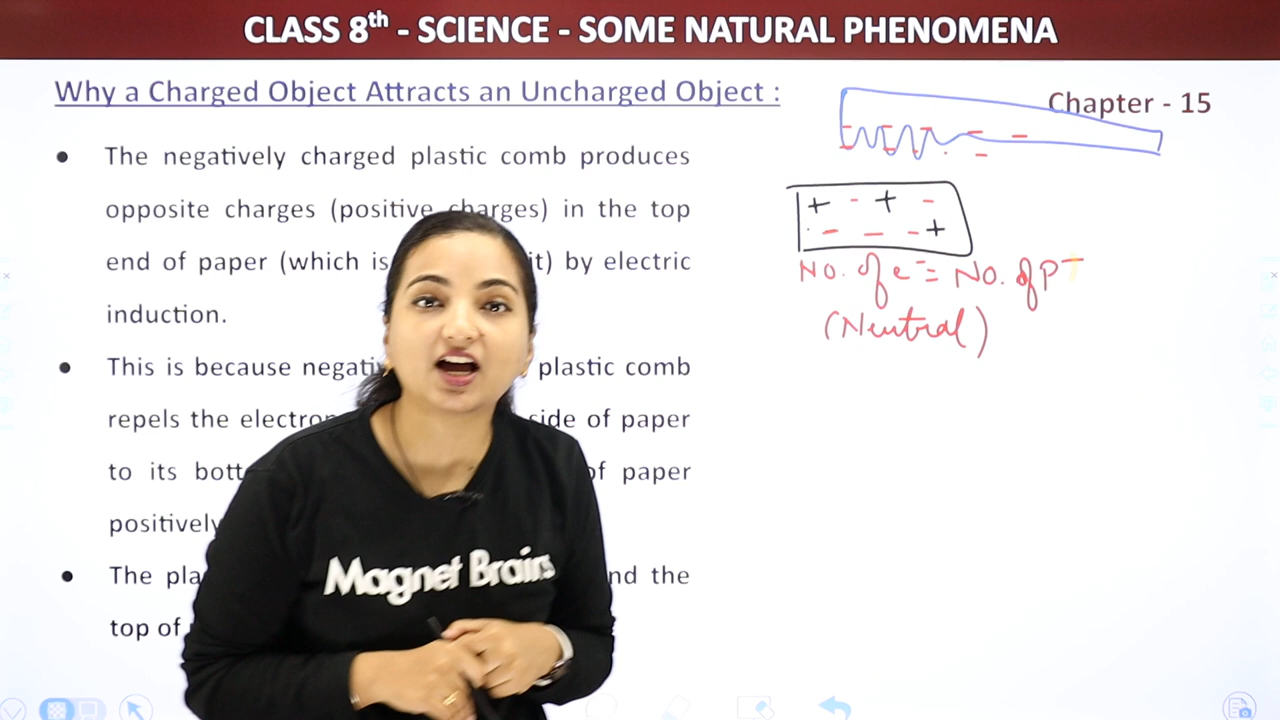 CLASS 8th - SCIENCE - SOME NATURAL PHENOMENA
Why a Charged Object Attracts an Uncharged Object :
Chapter - 15
● The negatively charged plastic comb produces
opposite charges (positive charges) in the top
end of paper (which is it) by electric
induction.
● This is because negati plastic comb
repels the electron side of paper
to its bott of paper
positively
● The pla nd the
top of
+ - + -
- - - +
No. of e⁻ = No. of p⁺
(Neutral)
Magnet Brains